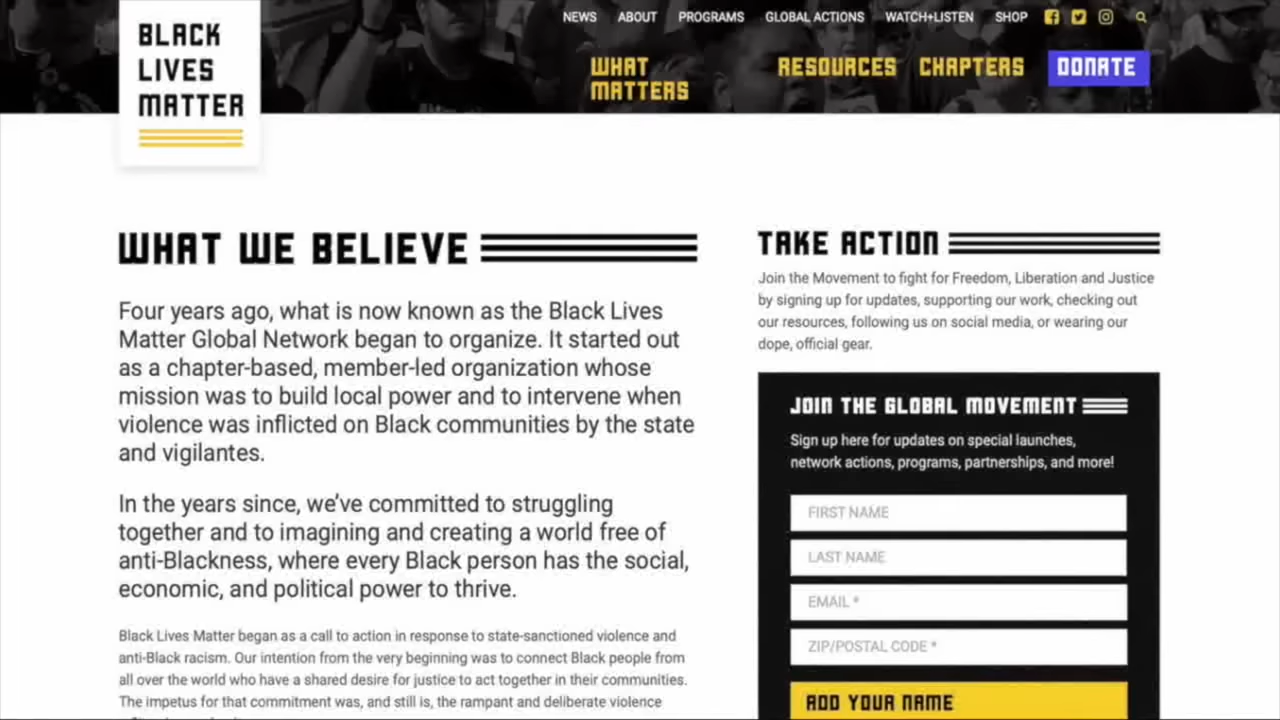 BLACK
LIVES
MATTER
NEWS ABOUT PROGRAMS GLOBAL ACTIONS WATCH+LISTEN SHOP
WHAT
MATTERS
RESOURCES CHAPTERS DONATE
WHAT WE BELIEVE
Four years ago, what is now known as the Black Lives
Matter Global Network began to organize. It started out
as a chapter-based, member-led organization whose
mission was to build local power and to intervene when
violence was inflicted on Black communities by the state
and vigilantes.
In the years since, we've committed to struggling
together and to imagining and creating a world free of
anti-Blackness, where every Black person has the social,
economic, and political power to thrive.
Black Lives Matter began as a call to action in response to state-sanctioned violence and
anti-Black racism. Our intention from the very beginning was to connect Black people from
all over the world who have a shared desire for justice to act together in their communities.
The impetus for that commitment was, and still is, the rampant and deliberate violence
TAKE ACTION
Join the Movement to fight for Freedom, Liberation and Justice
by signing up for updates, supporting our work, checking out
our resources, following us on social media, or wearing our
dope, official gear.
JOIN THE GLOBAL MOVEMENT
Sign up here for updates on special launches,
network actions, programs, partnerships, and more!
FIRST NAME
LAST NAME
EMAIL *
ZIP/POSTAL CODE *
ADD YOUR NAME